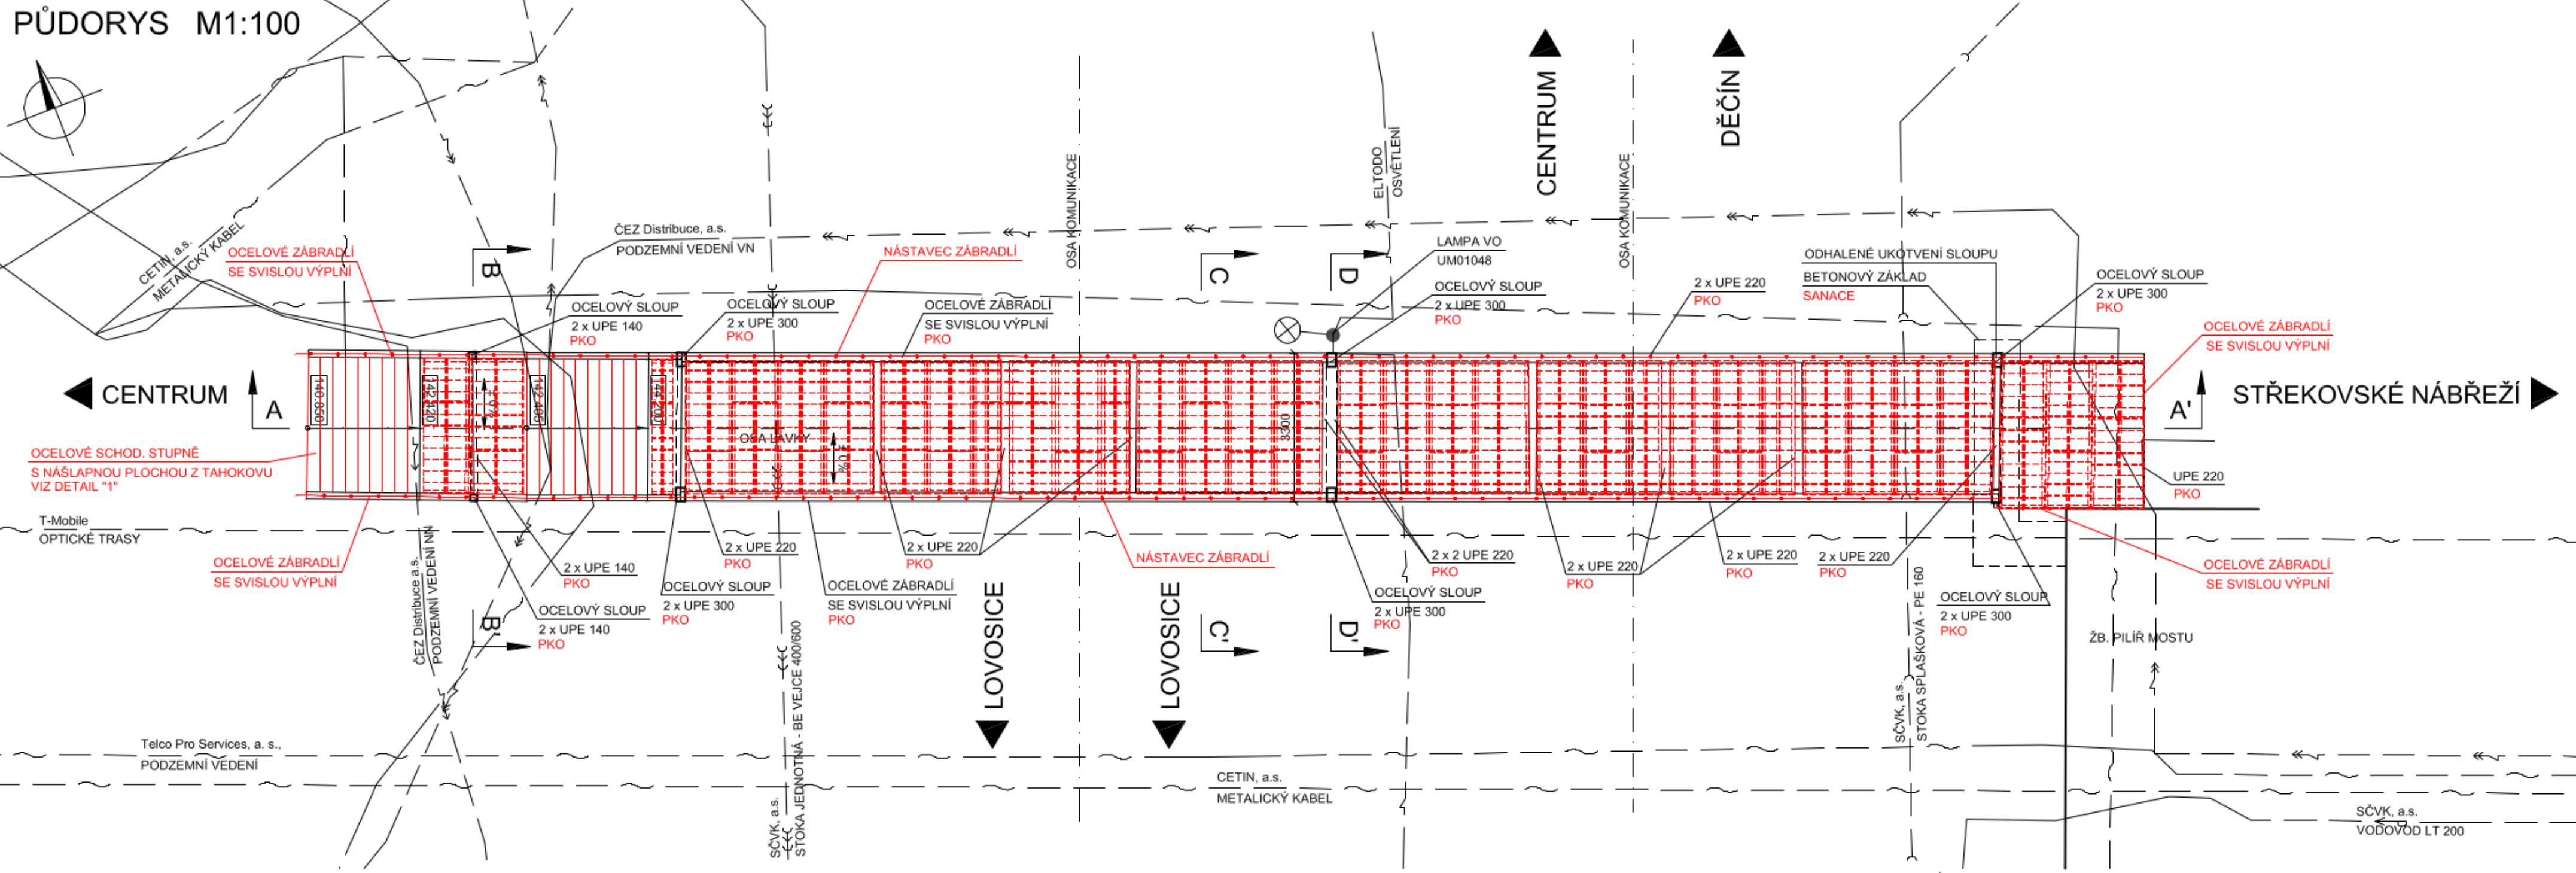 PŮDORYS M1:100
CENTRUM
DĚČÍN
OSA KOMUNIKACE
ELTODO
OSVĚTLENÍ
OSA KOMUNIKACE
CETIN, a.s.
METALICKÝ KABEL
OCELOVÉ ZÁBRADLÍ
SE SVISLOU VÝPLNÍ
B
ČEZ Distribuce, a.s.
PODZEMNÍ VEDENÍ VN
NÁSTAVEC ZÁBRADLÍ
C
D
LAMPA VO
UM01048
ODHALENÉ UKOTVENÍ SLOUPU
BETONOVÝ ZÁKLAD
SANACE
OCELOVÝ SLOUP
2 x UPE 140
PKO
OCELOVÝ SLOUP
2 x UPE 300
PKO
OCELOVÉ ZÁBRADLÍ
SE SVISLOU VÝPLNÍ
PKO
OCELOVÝ SLOUP
2 x UPE 300
PKO
2 x UPE 220
PKO
OCELOVÝ SLOUP
2 x UPE 300
PKO
OCELOVÉ ZÁBRADLÍ
SE SVISLOU VÝPLNÍ
CENTRUM
A
140.850
142.420
OSA LÁVKY
3300
A'
STŘEKOVSKÉ NÁBŘEŽÍ
OCELOVÉ SCHOD. STUPNĚ
S NÁŠLAPNOU PLOCHOU Z TAHOKOVU
VIZ DETAIL "1"
UPE 220
PKO
T-Mobile
OPTICKÉ TRASY
OCELOVÉ ZÁBRADLÍ
SE SVISLOU VÝPLNÍ
ČEZ Distribuce a.s.
PODZEMNÍ VEDENÍ NN
2 x UPE 140
PKO
OCELOVÝ SLOUP
2 x UPE 140
PKO
B'
2 x UPE 220
PKO
OCELOVÝ SLOUP
2 x UPE 300
PKO
2 x UPE 220
PKO
OCELOVÉ ZÁBRADLÍ
SE SVISLOU VÝPLNÍ
PKO
NÁSTAVEC ZÁBRADLÍ
2 x 2 UPE 220
PKO
OCELOVÝ SLOUP
2 x UPE 300
PKO
2 x UPE 220
PKO
2 x UPE 220
PKO
2 x UPE 220
PKO
OCELOVÝ SLOUP
2 x UPE 300
PKO
OCELOVÉ ZÁBRADLÍ
SE SVISLOU VÝPLNÍ
LOVOSICE
LOVOSICE
C'
D'
ŽB. PILÍŘ MOSTU
SČVK, a.s.
STOKA SPLAŠKOVÁ - PE 160
SČVK, a.s.
STOKA JEDNOTNÁ - BE VEJCE 400/600
Telco Pro Services, a. s.,
PODZEMNÍ VEDENÍ
CETIN, a.s.
METALICKÝ KABEL
SČVK, a.s.
VODOVOD LT 200